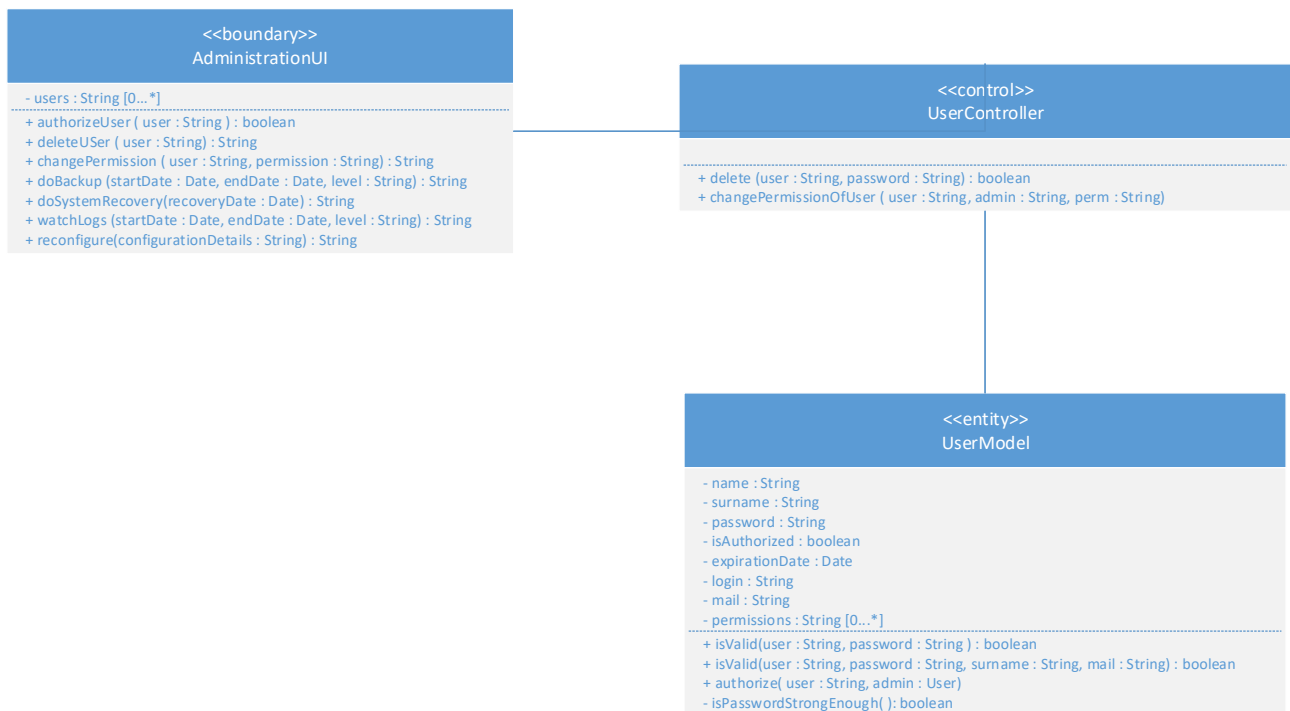 <<boundary>>
AdministrationUI
- users : String [0...*]
+ authorizeUser ( user : String ) : boolean
+ deleteUSer ( user : String) : String
+ changePermission ( user : String, permission : String) : String
+ doBackup (startDate : Date, endDate : Date, level : String) : String
+ doSystemRecovery(recoveryDate : Date) : String
+ watchLogs (startDate : Date, endDate : Date, level : String) : String
+ reconfigure(configurationDetails : String) : String
<<control>>
UserController
+ delete (user : String, password : String) : boolean
+ changePermissionOfUser ( user : String, admin : String, perm : String)
<<entity>>
UserModel
- name : String
- surname : String
- password : String
- isAuthorized : boolean
- expirationDate : Date
- login : String
- mail : String
- permissions : String [0...*]
+ isValid(user : String, password : String ) : boolean
+ isValid(user : String, password : String, surname : String, mail : String) : boolean
+ authorize( user : String, admin : User)
- isPasswordStrongEnough( ): boolean